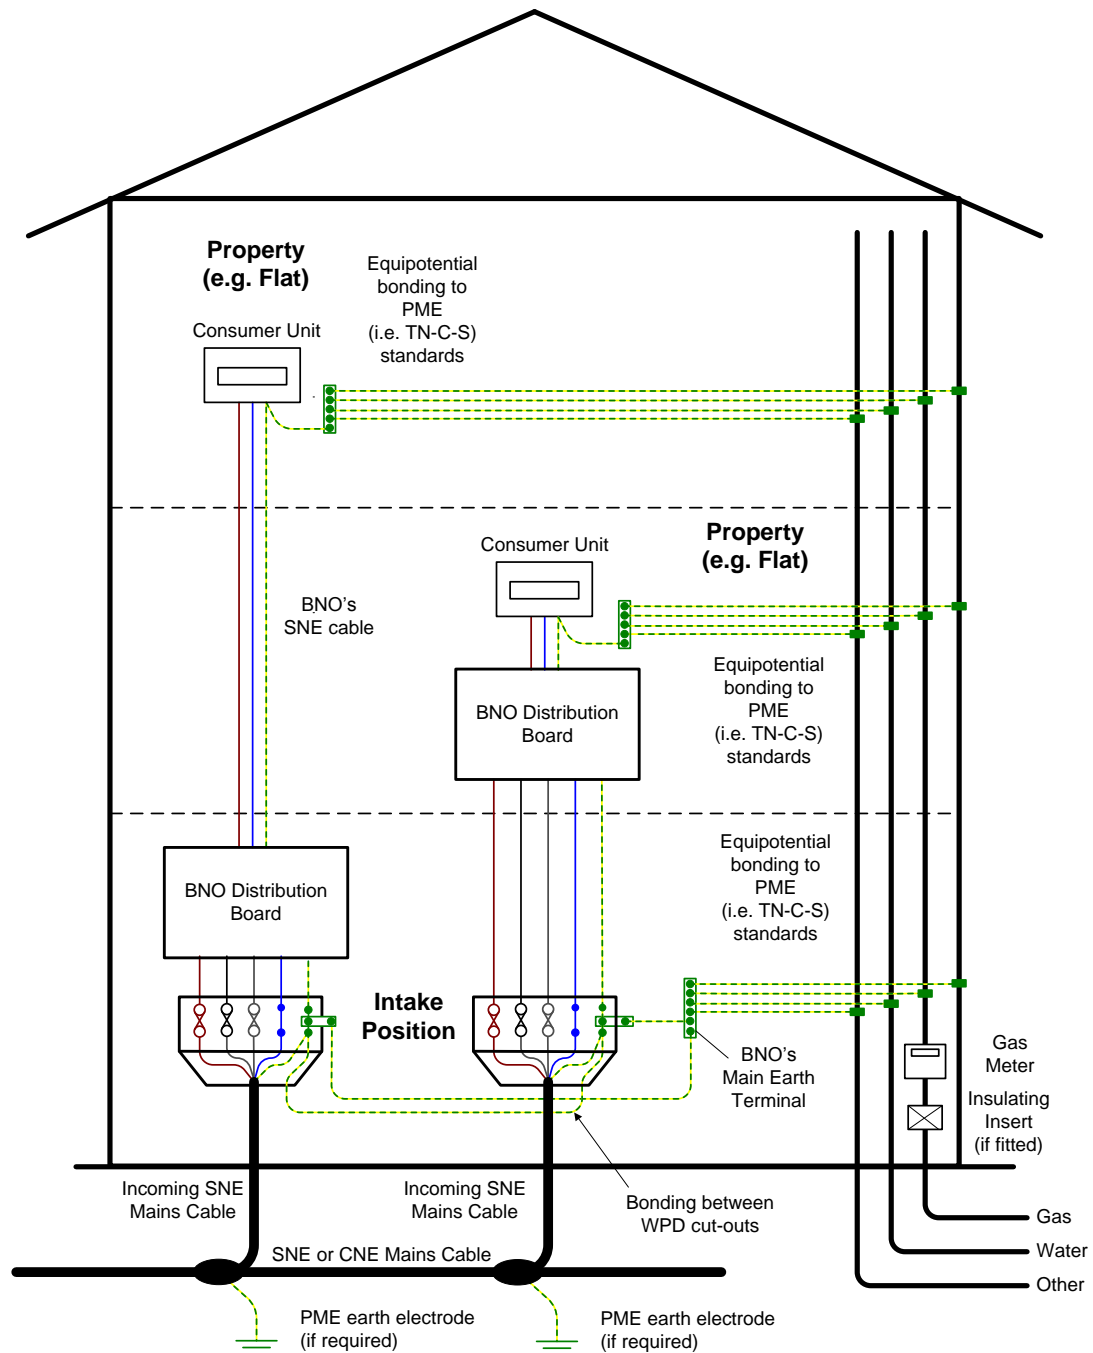 Property
(e.g. Flat)
Equipotential
bonding to
PME
(i.e. TN-C-S)
standards
Consumer Unit
Property
(e.g. Flat)
Consumer Unit
BNO's
SNE cable
Equipotential
bonding to
PME
(i.e. TN-C-S)
standards
BNO Distribution
Board
Equipotential
bonding to
PME
(i.e. TN-C-S)
standards
BNO Distribution
Board
Intake
Position
BNO's
Main Earth
Terminal
Gas
Meter
Insulating
Insert
(if fitted)
Incoming SNE
Mains Cable
Incoming SNE
Mains Cable
Bonding between
WPD cut-outs
Gas
Water
Other
SNE or CNE Mains Cable
PME earth electrode
(if required)
PME earth electrode
(if required)